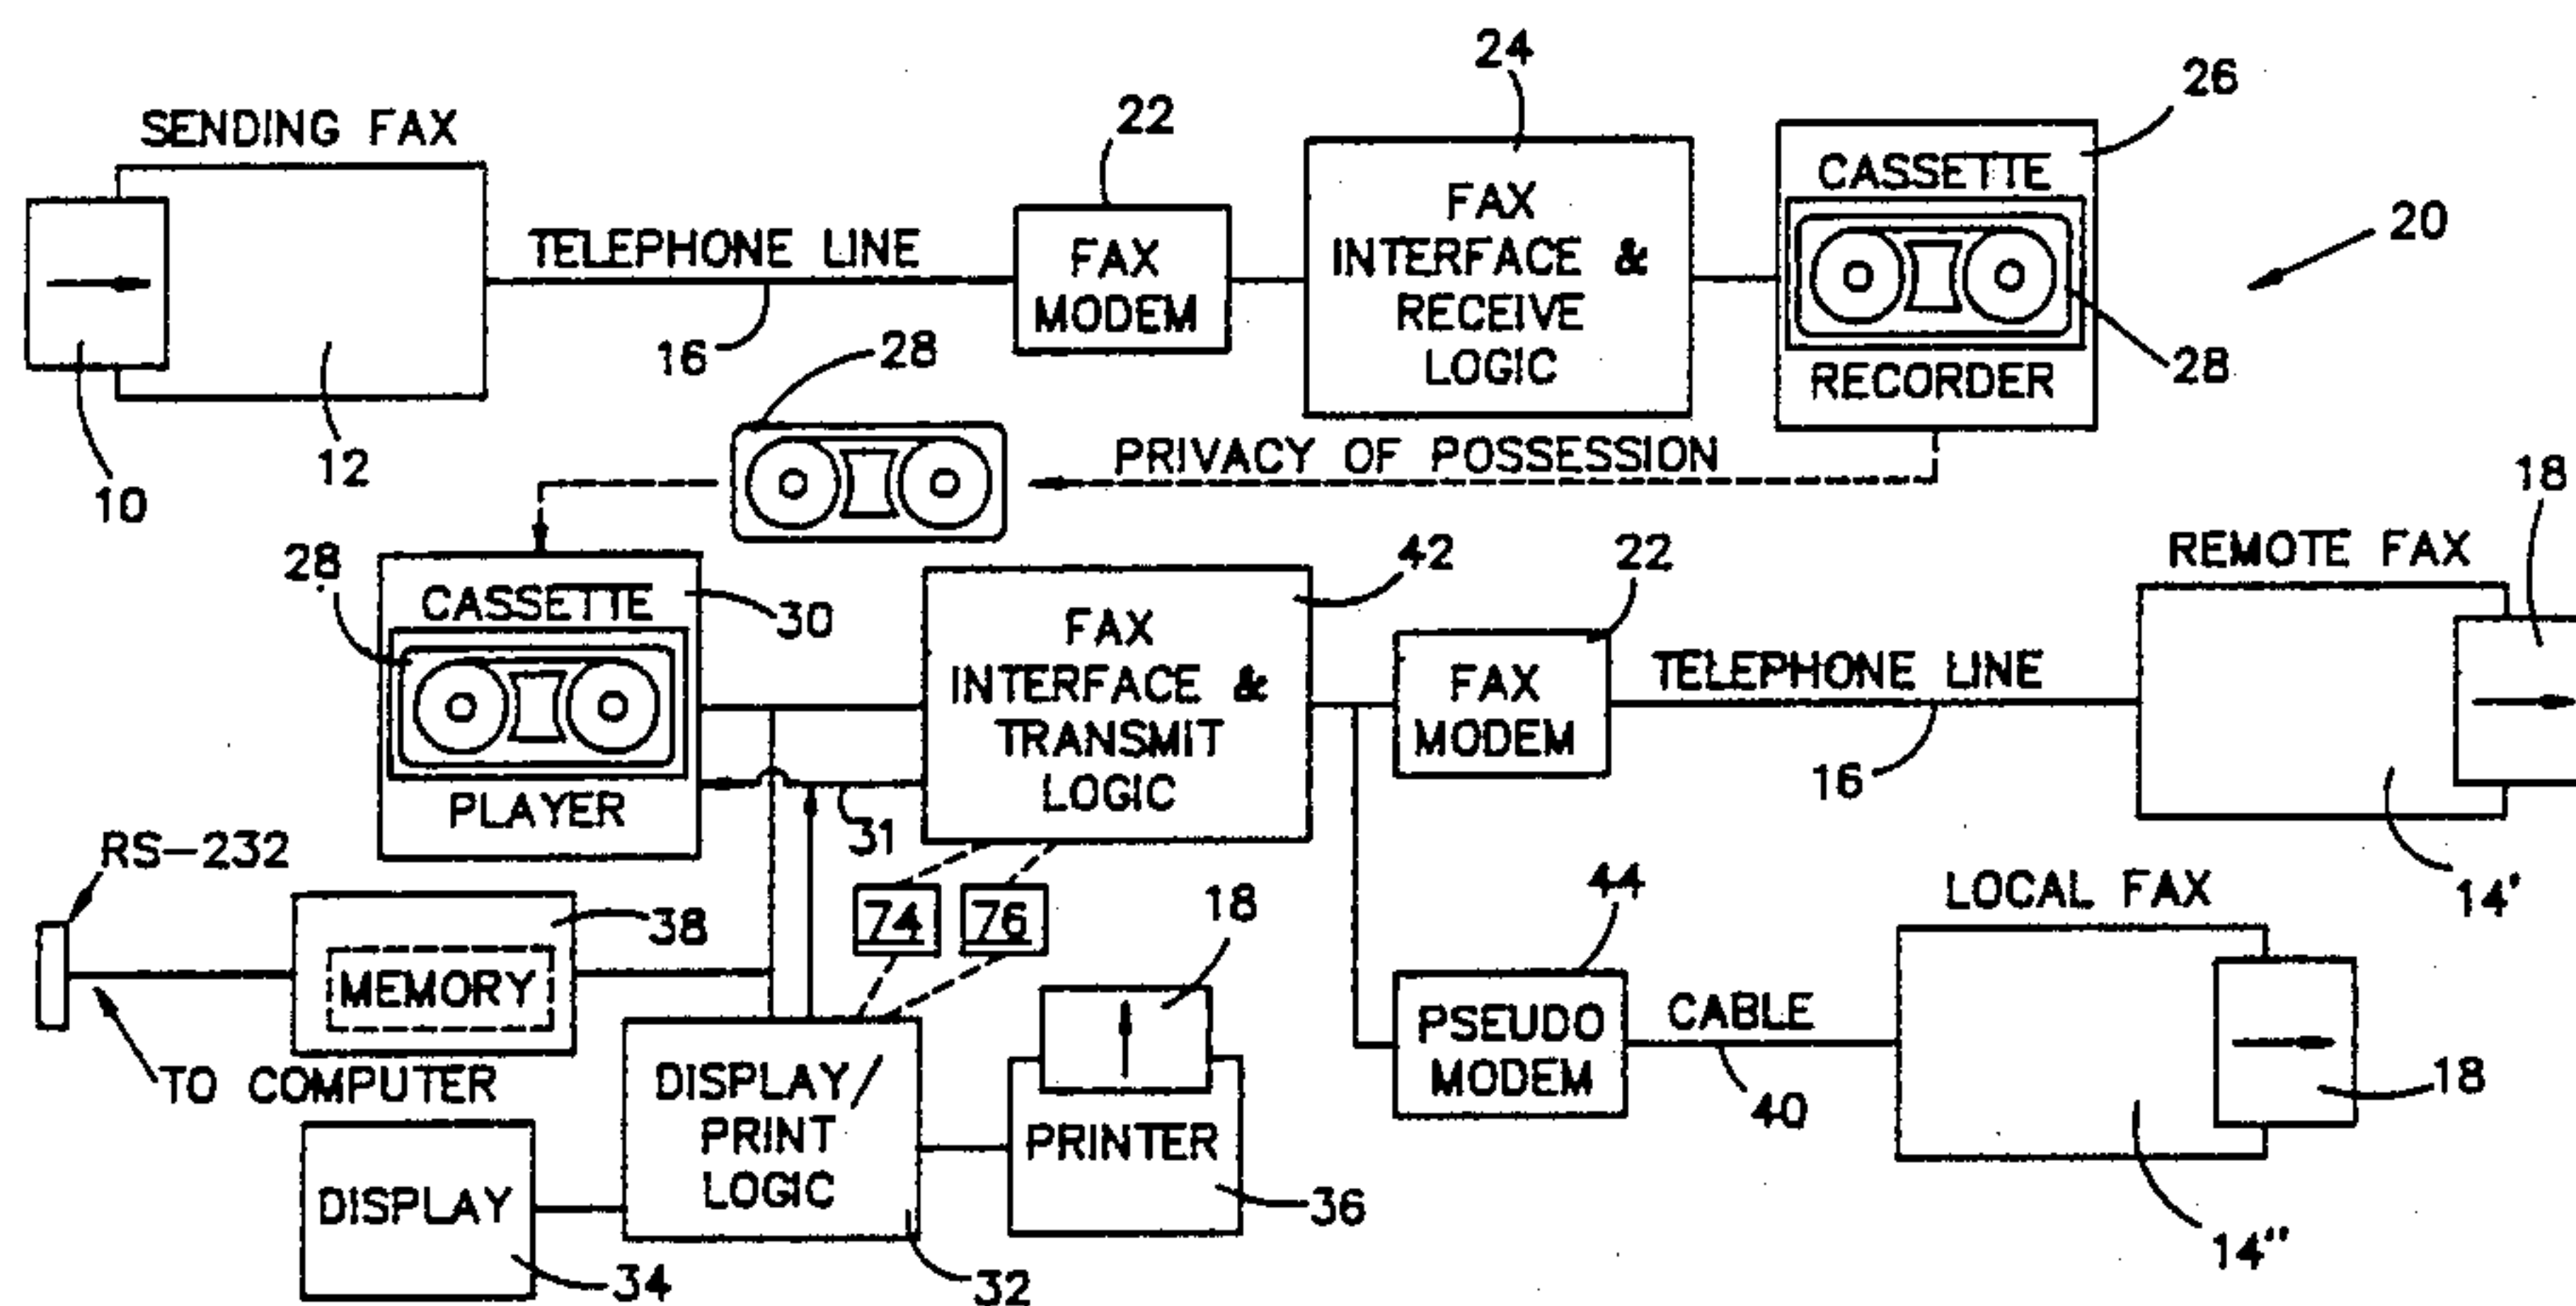 24
26
22
SENDING FAX
CASSETTE
20
FAX
INTERFACE &
RECEIVE
LOGIC
TELEPHONE LINE
FAX
MODEM
16
28
28
RECORDER
12
10
PRIVACY OF POSSESSION
18
28
42
22
REMOTE FAX
CASSETTE
30
FAX
INTERFACE &
TRANSMIT
LOGIC
FAX
MODEM
TELEPHONE LINE
16
PLAYER
31
RS-232
14'
74
76
18
44
LOCAL FAX
38
MEMORY
PSEUDO
MODEM
CABLE
40
18
TO COMPUTER
DISPLAY/
PRINT
LOGIC
PRINTER
36
DISPLAY
34
32
14"